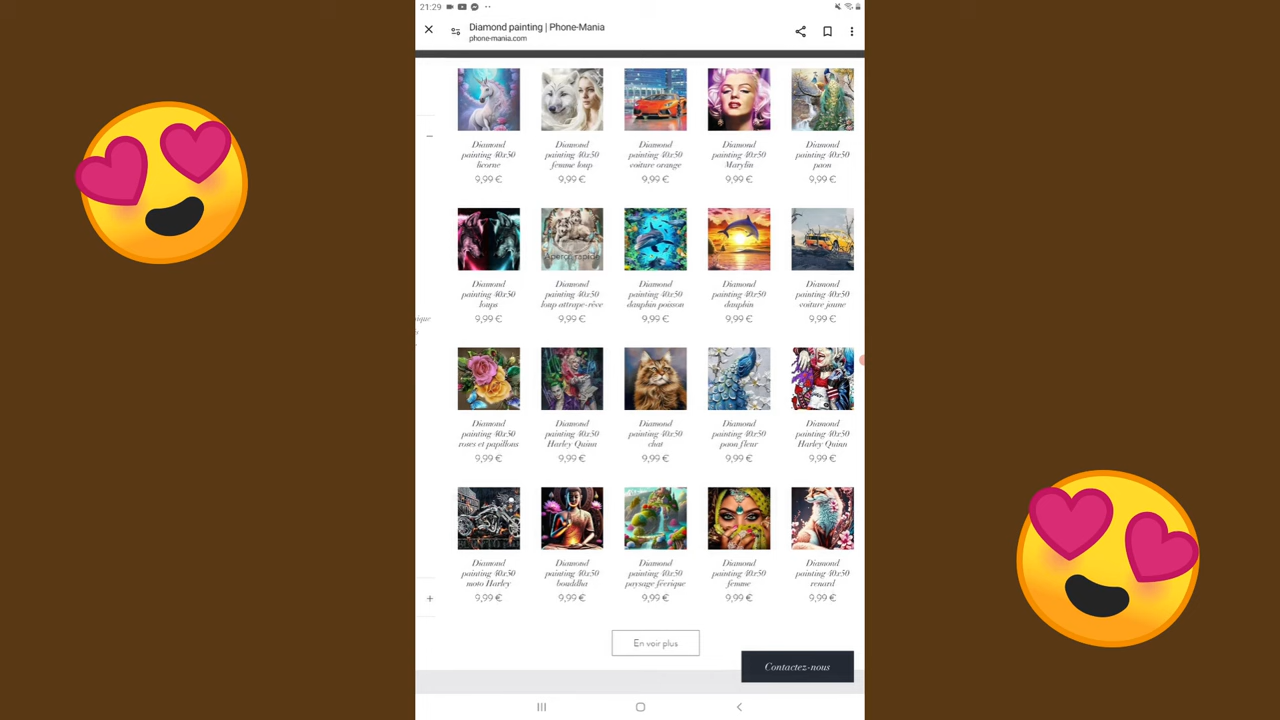 21:29
Diamond painting | Phone-Mania
phone-mania.com
Diamond
painting 40x50
licorne
9,99 €
Diamond
painting 40x50
femme loup
9,99 €
Diamond
painting 40x50
voiture orange
9,99 €
Diamond
painting 40x50
Marylin
9,99 €
Diamond
painting 40x50
paon
9,99 €
Diamond
painting 40x50
loups
9,99 €
Aperçu rapide
Diamond
painting 40x50
loup attrape-rêve
9,99 €
Diamond
painting 40x50
dauphin poisson
9,99 €
Diamond
painting 40x50
dauphin
9,99 €
Diamond
painting 40x50
voiture jaune
9,99 €
ique
Diamond
painting 40x50
roses et papillons
9,99 €
Diamond
painting 40x50
Harley Quinn
9,99 €
Diamond
painting 40x50
chat
9,99 €
Diamond
painting 40x50
paon fleur
9,99 €
Diamond
painting 40x50
Harley Quinn
9,99 €
Diamond
painting 40x50
moto Harley
9,99 €
Diamond
painting 40x50
bouddha
9,99 €
Diamond
painting 40x50
paysage féerique
9,99 €
Diamond
painting 40x50
femme
9,99 €
Diamond
painting 40x50
renard
9,99 €
En voir plus
Contactez-nous